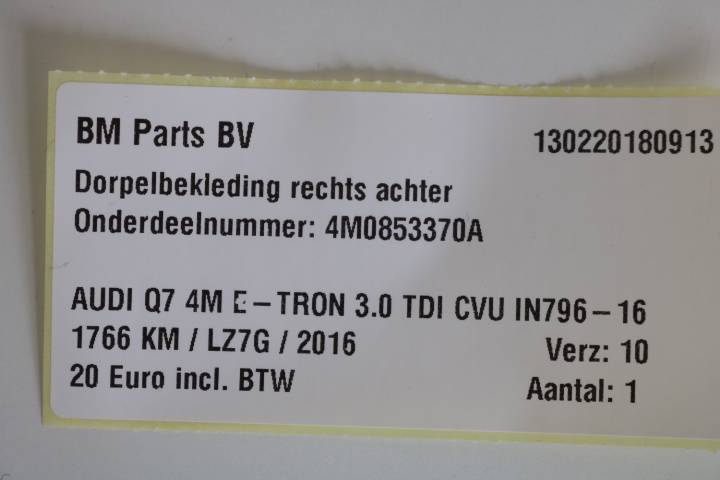 BM Parts BV 130220180913
Dorpelbekleding rechts achter
Onderdeelnummer: 4M0853370A
AUDI Q7 4M E-TRON 3.0 TDI CVU IN796-16
1766 KM / LZ7G / 2016 Verz: 10
20 Euro incl. BTW Aantal: 1